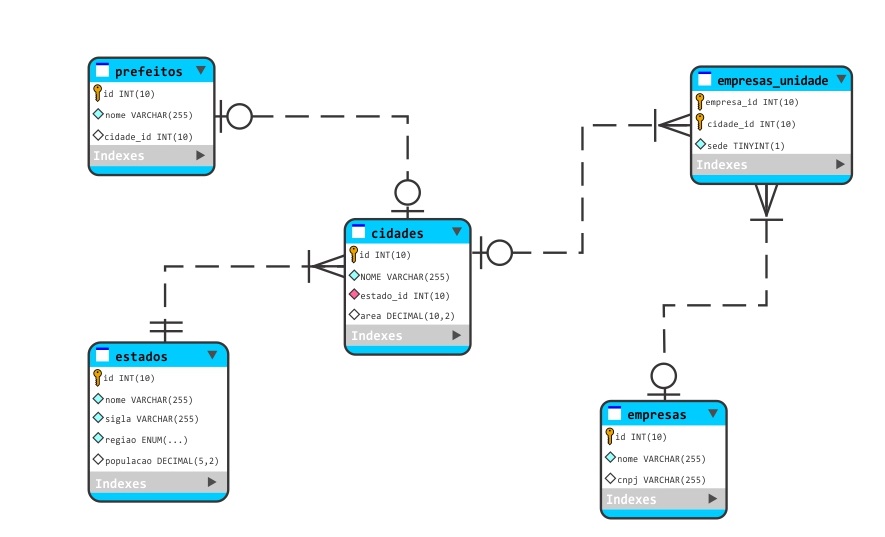 prefeitos
id INT(10)
nome VARCHAR(255)
cidade_id INT(10)
Indexes
empresas_unidade
empresa_id INT(10)
cidade_id INT(10)
sede TINYINT(1)
Indexes
cidades
id INT(10)
NOME VARCHAR(255)
estado_id INT(10)
area DECIMAL(10,2)
Indexes
estados
id INT(10)
nome VARCHAR(255)
sigla VARCHAR(255)
regiao ENUM(...)
populacao DECIMAL(5,2)
Indexes
empresas
id INT(10)
nome VARCHAR(255)
cnpj VARCHAR(255)
Indexes